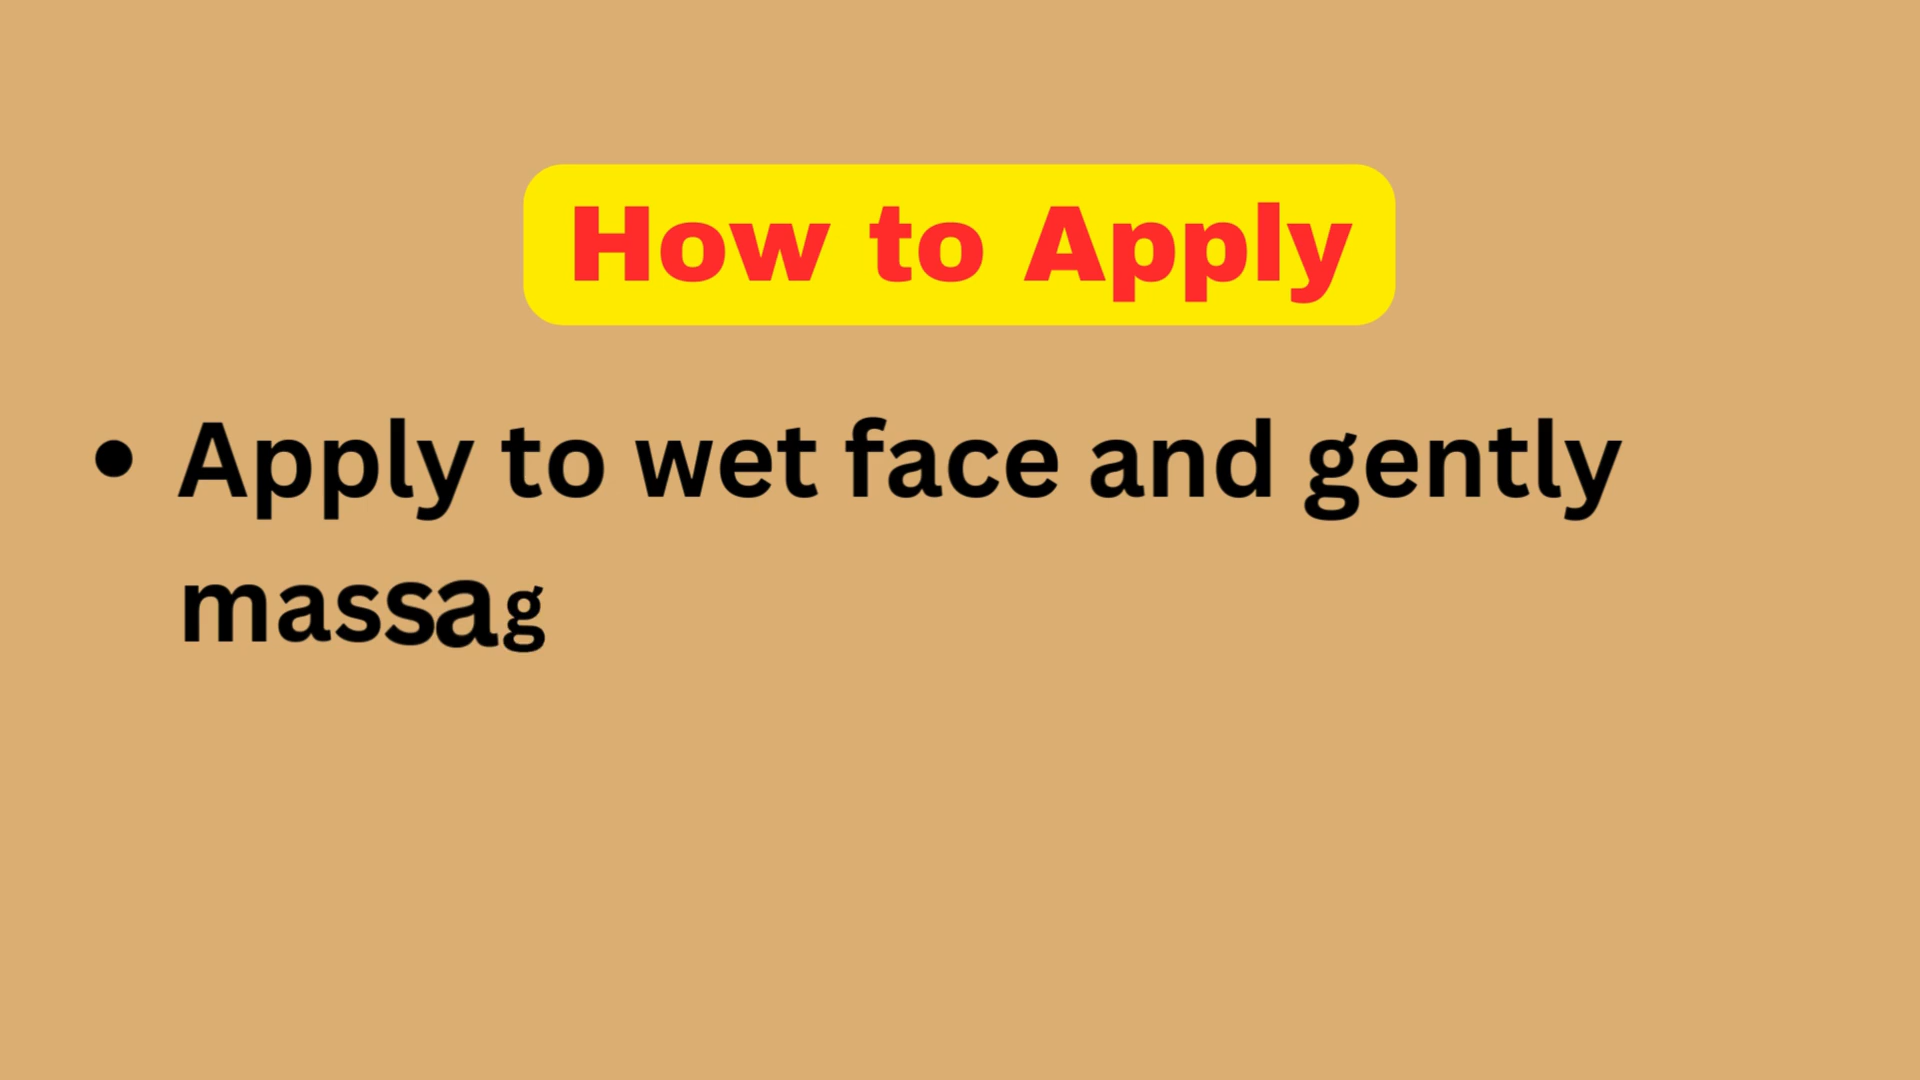 How to Apply
• Apply to wet face and gently
massag